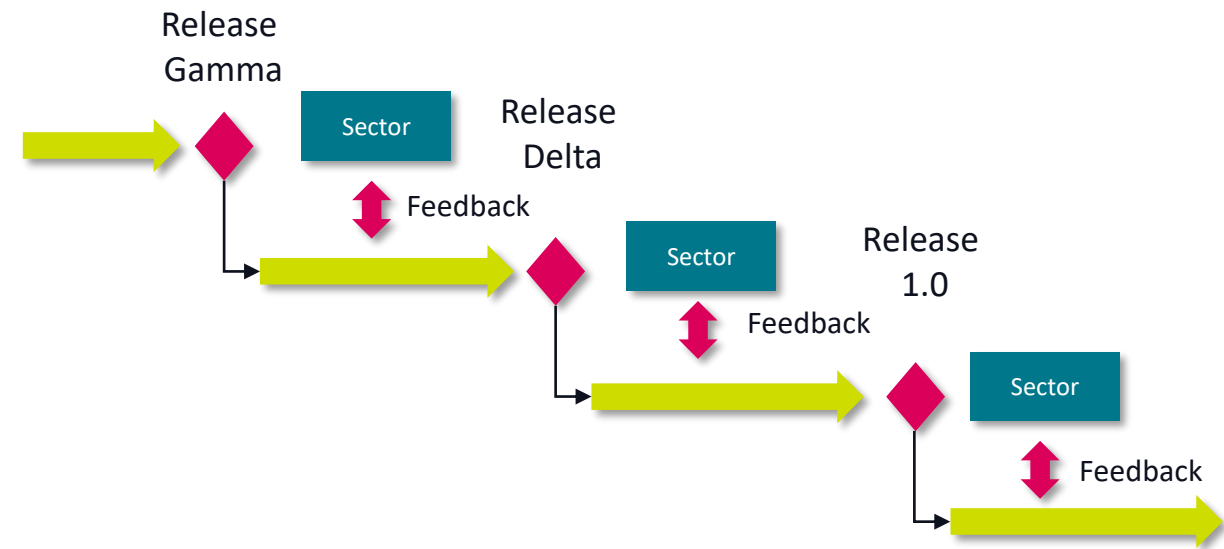 Release
Gamma
Sector
Feedback
Release
Delta
Sector
Feedback
Release
1.0
Sector
Feedback